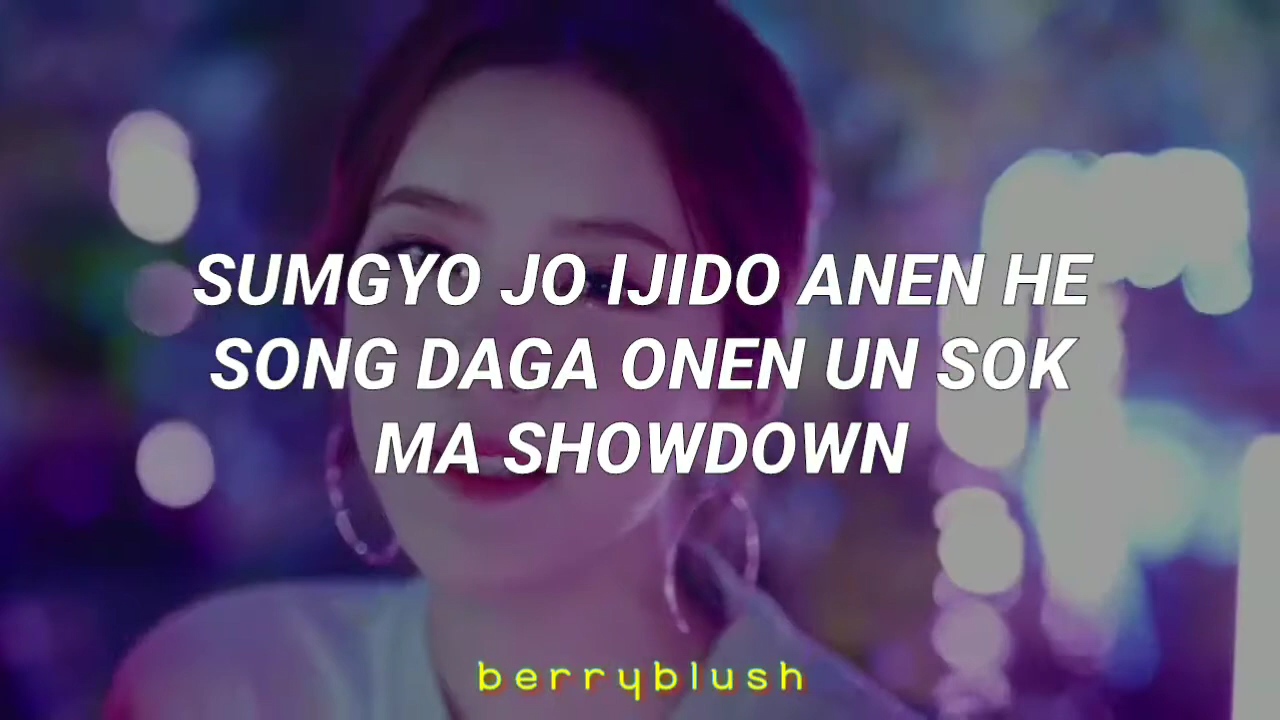 SUMGYO JO IJIDO ANEN HE
SONG DAGA ONEN UN SOK
MA SHOWDOWN
berryblush